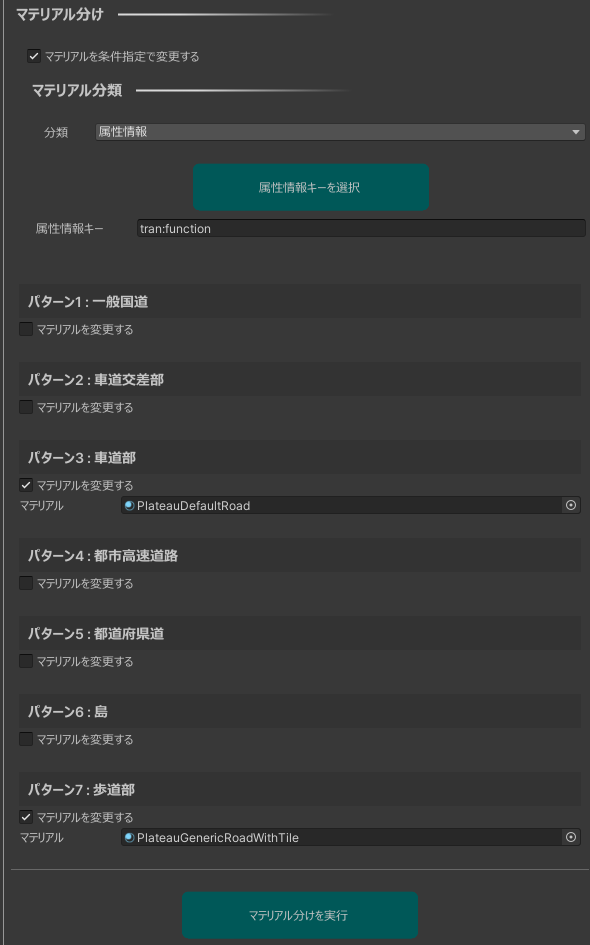 マテリアル分け
マテリアルを条件指定で変更する
マテリアル分類
分類 属性情報
属性情報キーを選択
属性情報キー tran:function
パターン1 : 一般国道
マテリアルを変更する
パターン2 : 車道交差部
マテリアルを変更する
パターン3 : 車道部
マテリアルを変更する
マテリアル PlateauDefaultRoad
パターン4 : 都市高速道路
マテリアルを変更する
パターン5 : 都道府県道
マテリアルを変更する
パターン6 : 島
マテリアルを変更する
パターン7 : 歩道部
マテリアルを変更する
マテリアル PlateauGenericRoadWithTile
マテリアル分けを実行